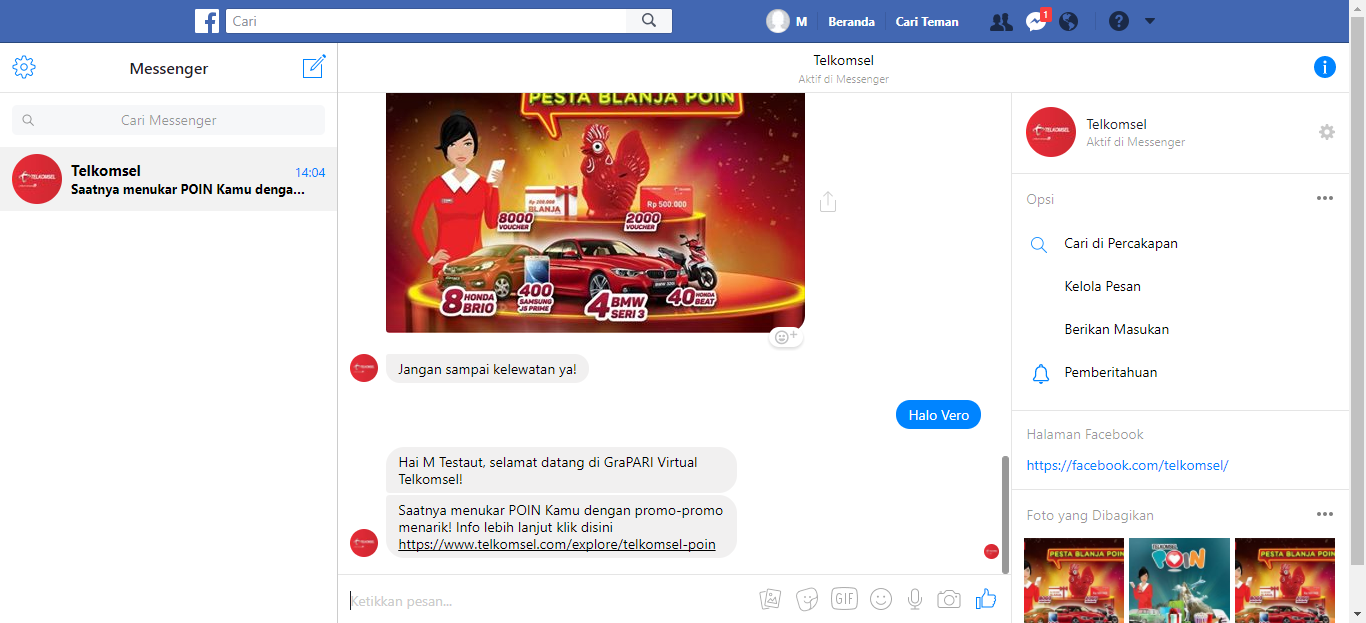 Cari
M
Beranda
Cari Teman
1
?
Messenger
Cari Messenger
TELKOMSEL
Telkomsel
14:04
Saatnya menukar POIN Kamu denga...
Telkomsel
Aktif di Messenger
PESTA BLANJA POIN
Rp 200.000
BLANJA
Rp 500.000
8000
VOUCHER
2000
VOUCHER
8 HONDA
BRIO
400
SAMSUNG
J5 PRIME
4 BMW
SERI 3
40 HONDA
BEAT
Jangan sampai kelewatan ya!
Halo Vero
Hai M Testaut, selamat datang di GraPARI Virtual
Telkomsel!
Saatnya menukar POIN Kamu dengan promo-promo
menarik! Info lebih lanjut klik disini
https://www.telkomsel.com/explore/telkomsel-poin
Ketikkan pesan...
GIF
TELKOMSEL
Telkomsel
Aktif di Messenger
Opsi
Cari di Percakapan
Kelola Pesan
Berikan Masukan
Pemberitahuan
Halaman Facebook
https://facebook.com/telkomsel/
Foto yang Dibagikan
PESTA BLANJA POIN
TELKOMSEL
POIN
PESTA BLANJA POIN